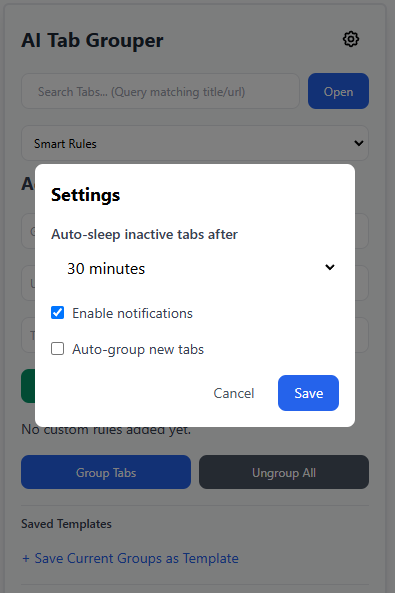 AI Tab Grouper
Search Tabs... (Query matching title/url)
Open
Smart Rules
Settings
Auto-sleep inactive tabs after
30 minutes
Enable notifications
Auto-group new tabs
Cancel
Save
No custom rules added yet.
Group Tabs
Ungroup All
Saved Templates
+ Save Current Groups as Template